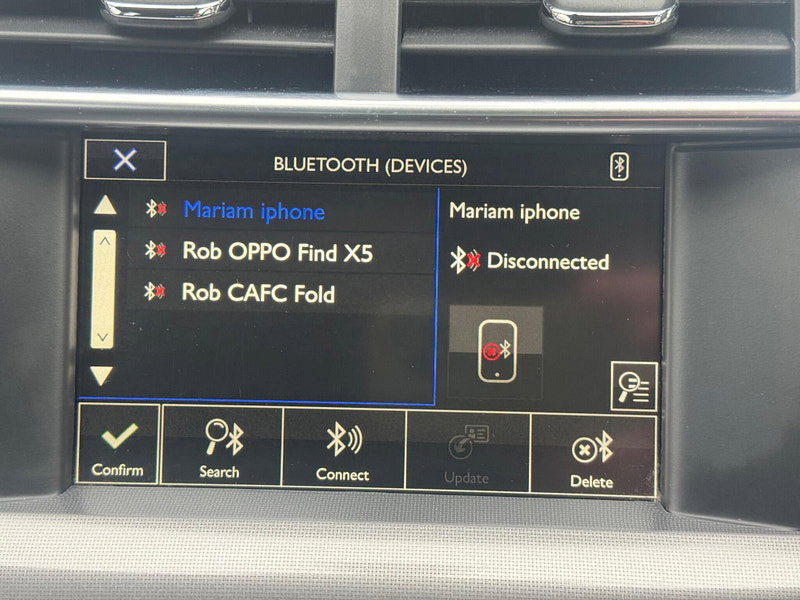 BLUETOOTH (DEVICES)
Mariam iphone
Rob OPPO Find X5
Rob CAFC Fold
Mariam iphone
Disconnected
Confirm
Search
Connect
Update
Delete